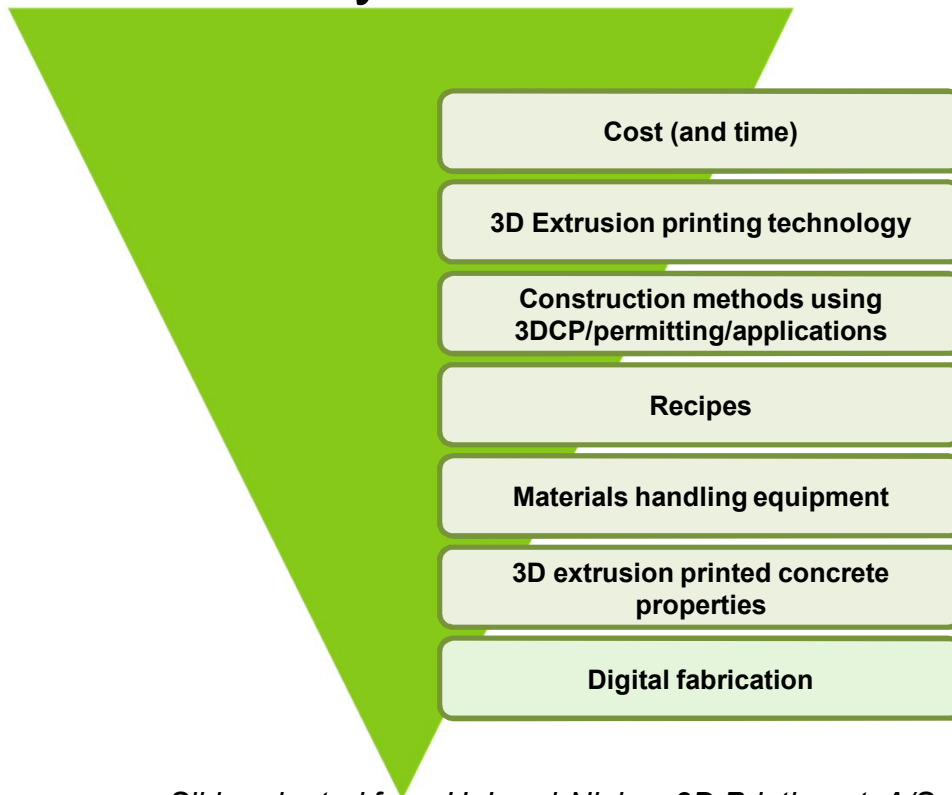 Cost (and time)
3D Extrusion printing technology
Construction methods using
3DCP/permitting/applications
Recipes
Materials handling equipment
3D extrusion printed concrete
properties
Digital fabrication